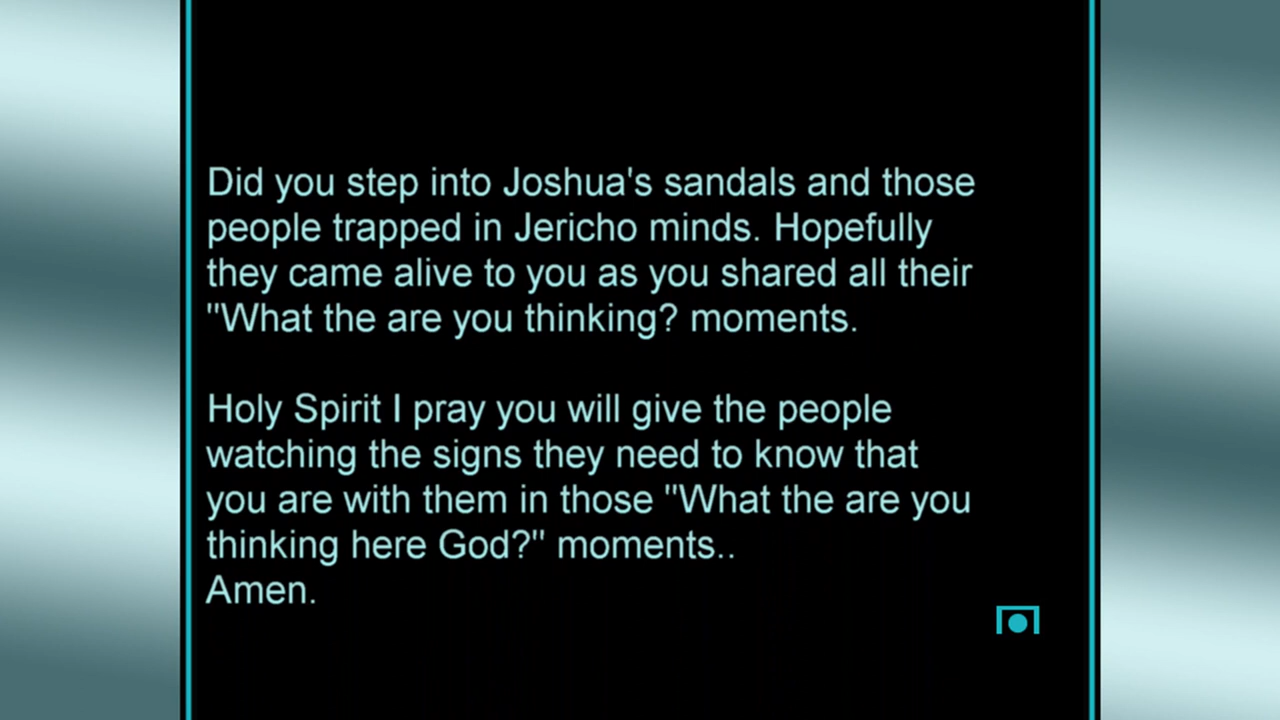 Did you step into Joshua's sandals and those
people trapped in Jericho minds. Hopefully
they came alive to you as you shared all their
"What the are you thinking? moments.
Holy Spirit I pray you will give the people
watching the signs they need to know that
you are with them in those "What the are you
thinking here God?" moments..
Amen.